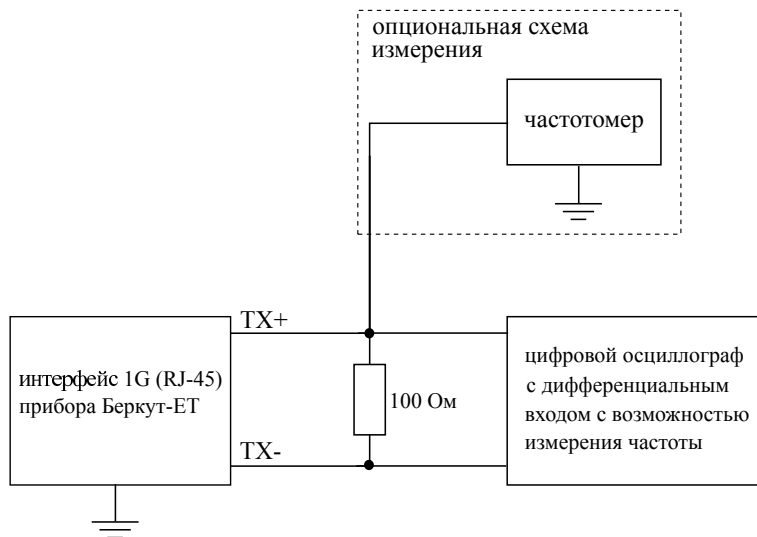 опциональная схема
измерения
частотомер
TX+
интерфейс 1G (RJ-45)
прибора Беркут-ЕТ
100 Ом
TX-
цифровой осциллограф
с дифференциальным
входом с возможностью
измерения частоты